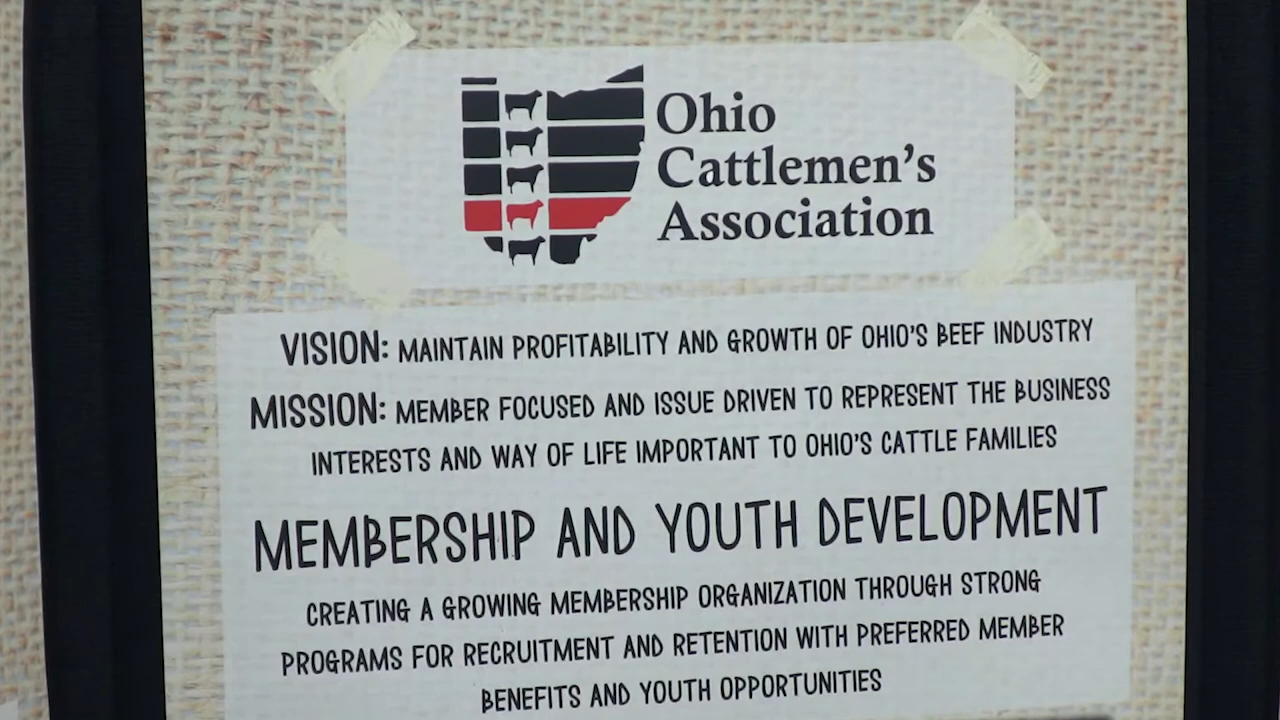 Ohio
Cattlemen's
Association
VISION: MAINTAIN PROFITABILITY AND GROWTH OF OHIO'S BEEF INDUSTRY
MISSION: MEMBER FOCUSED AND ISSUE DRIVEN TO REPRESENT THE BUSINESS
INTERESTS AND WAY OF LIFE IMPORTANT TO OHIO'S CATTLE FAMILIES
MEMBERSHIP AND YOUTH DEVELOPMENT
CREATING A GROWING MEMBERSHIP ORGANIZATION THROUGH STRONG
PROGRAMS FOR RECRUITMENT AND RETENTION WITH PREFERRED MEMBER
BENEFITS AND YOUTH OPPORTUNITIES